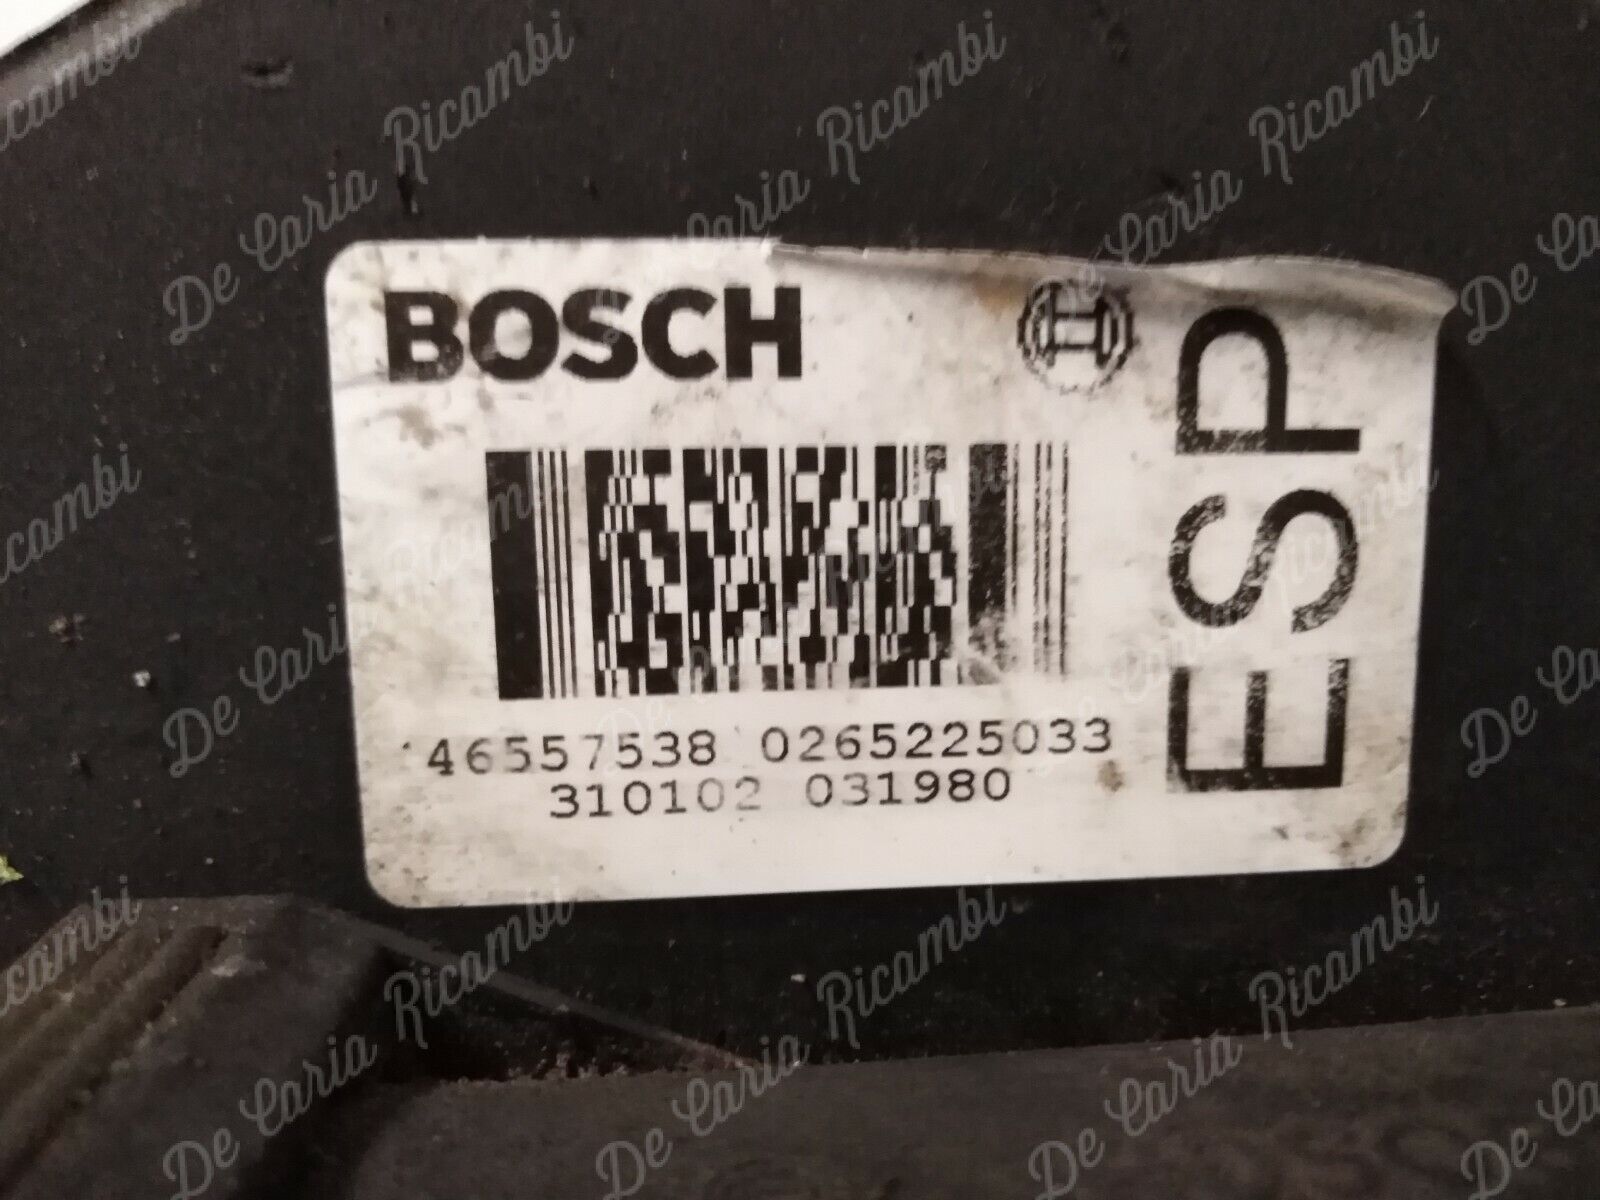 BOSCH
ESP
46557538 0265225033
310102 031980
De Caria Ricambi